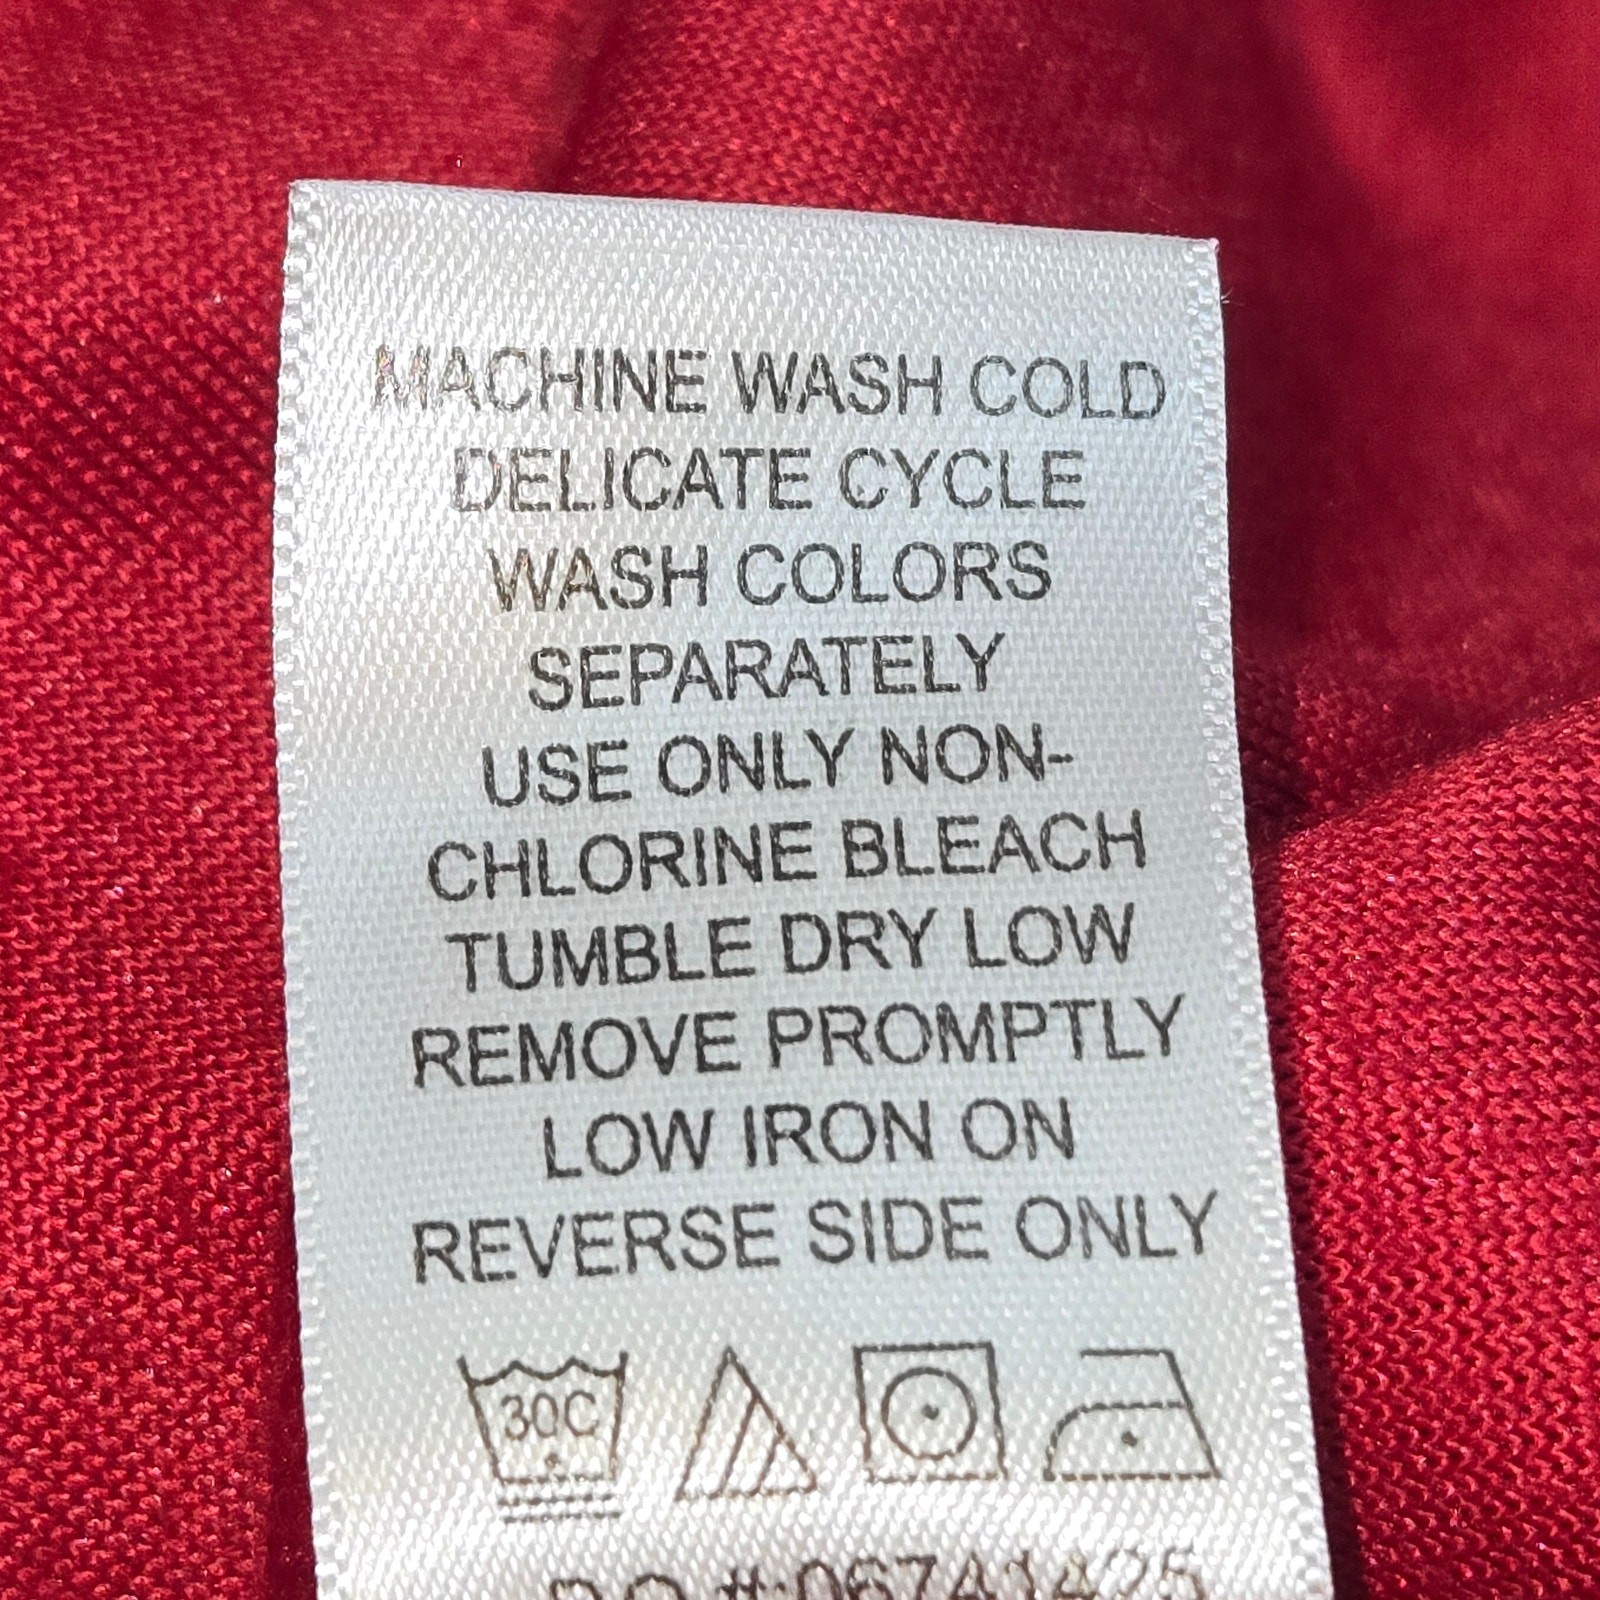 MACHINE WASH COLD
DELICATE CYCLE
WASH COLORS
SEPARATELY
USE ONLY NON-
CHLORINE BLEACH
TUMBLE DRY LOW
REMOVE PROMPTLY
LOW IRON ON
REVERSE SIDE ONLY
30C